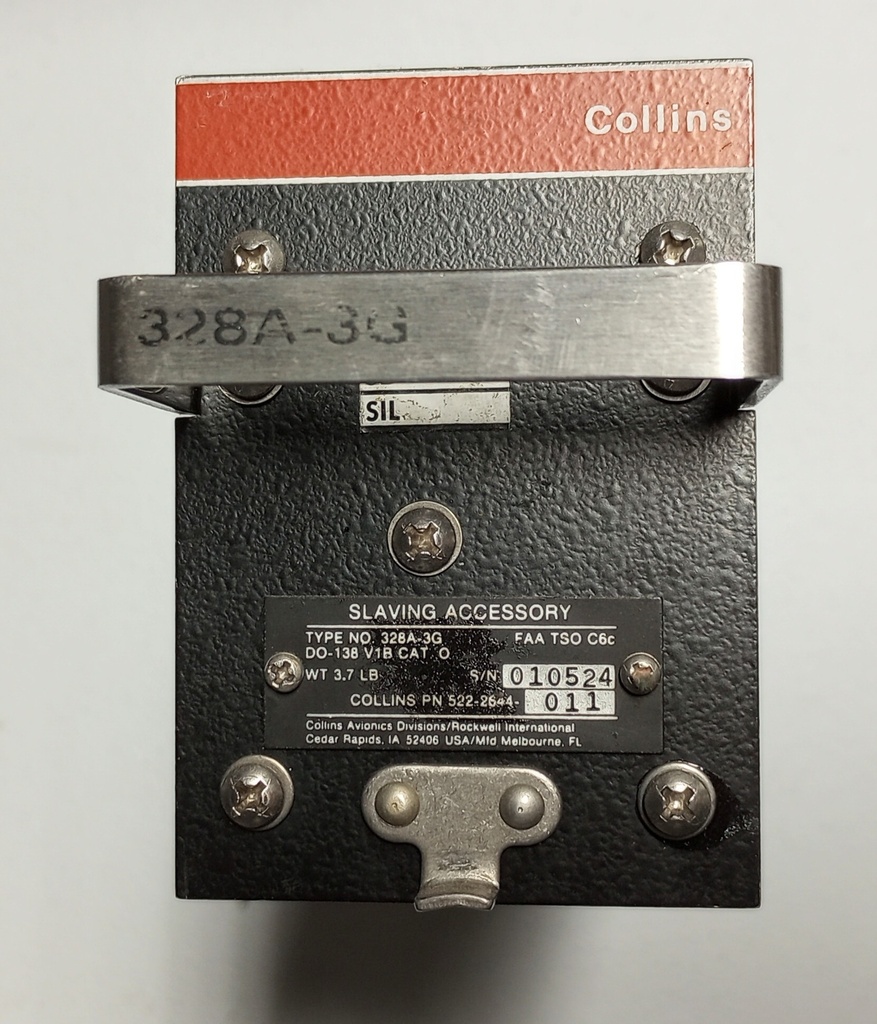 Collins
328A-3G
SIL
SLAVING ACCESSORY
TYPE NO. 328A-3G FAA TSO C6c
DO-138 V1B CAT O
WT 3.7 LB S/N 010524
COLLINS PN 522-2644- 011
Collins Avionics Divisions/Rockwell International
Cedar Rapids, IA 52406 USA/Mfd Melbourne, FL